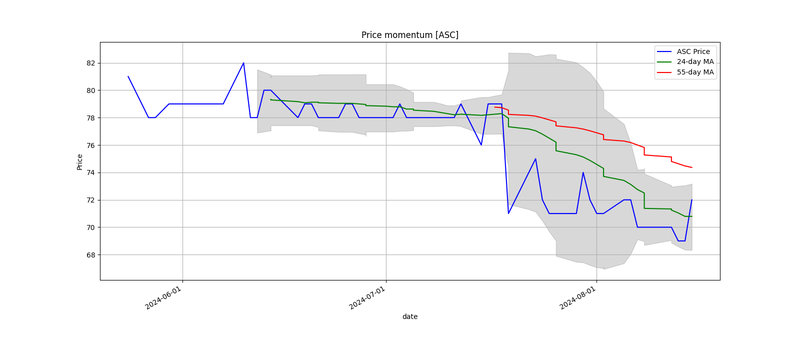 Price momentum [ASC]
ASC Price
24-day MA
55-day MA
82
80
78
76
74
72
70
68
Price
2024-06-01
2024-07-01
2024-08-01
date